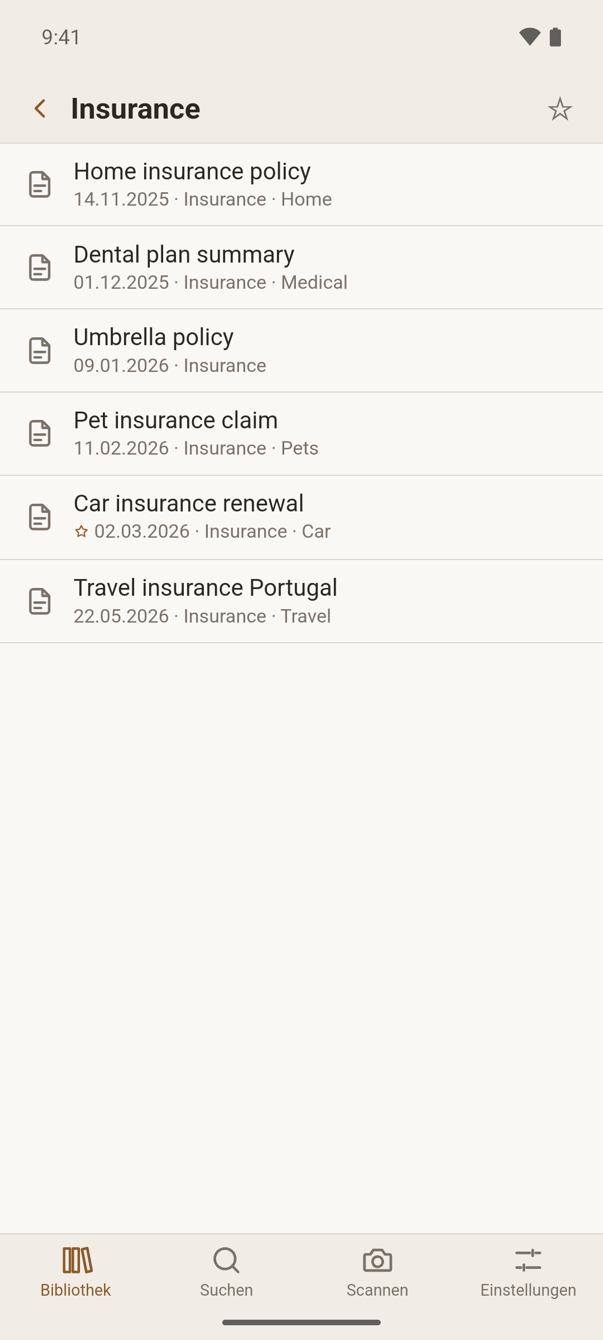 9:41
Insurance
Home insurance policy
14.11.2025 · Insurance · Home
Dental plan summary
01.12.2025 · Insurance · Medical
Umbrella policy
09.01.2026 · Insurance
Pet insurance claim
11.02.2026 · Insurance · Pets
Car insurance renewal
02.03.2026 · Insurance · Car
Travel insurance Portugal
22.05.2026 · Insurance · Travel
Bibliothek
Suchen
Scannen
Einstellungen